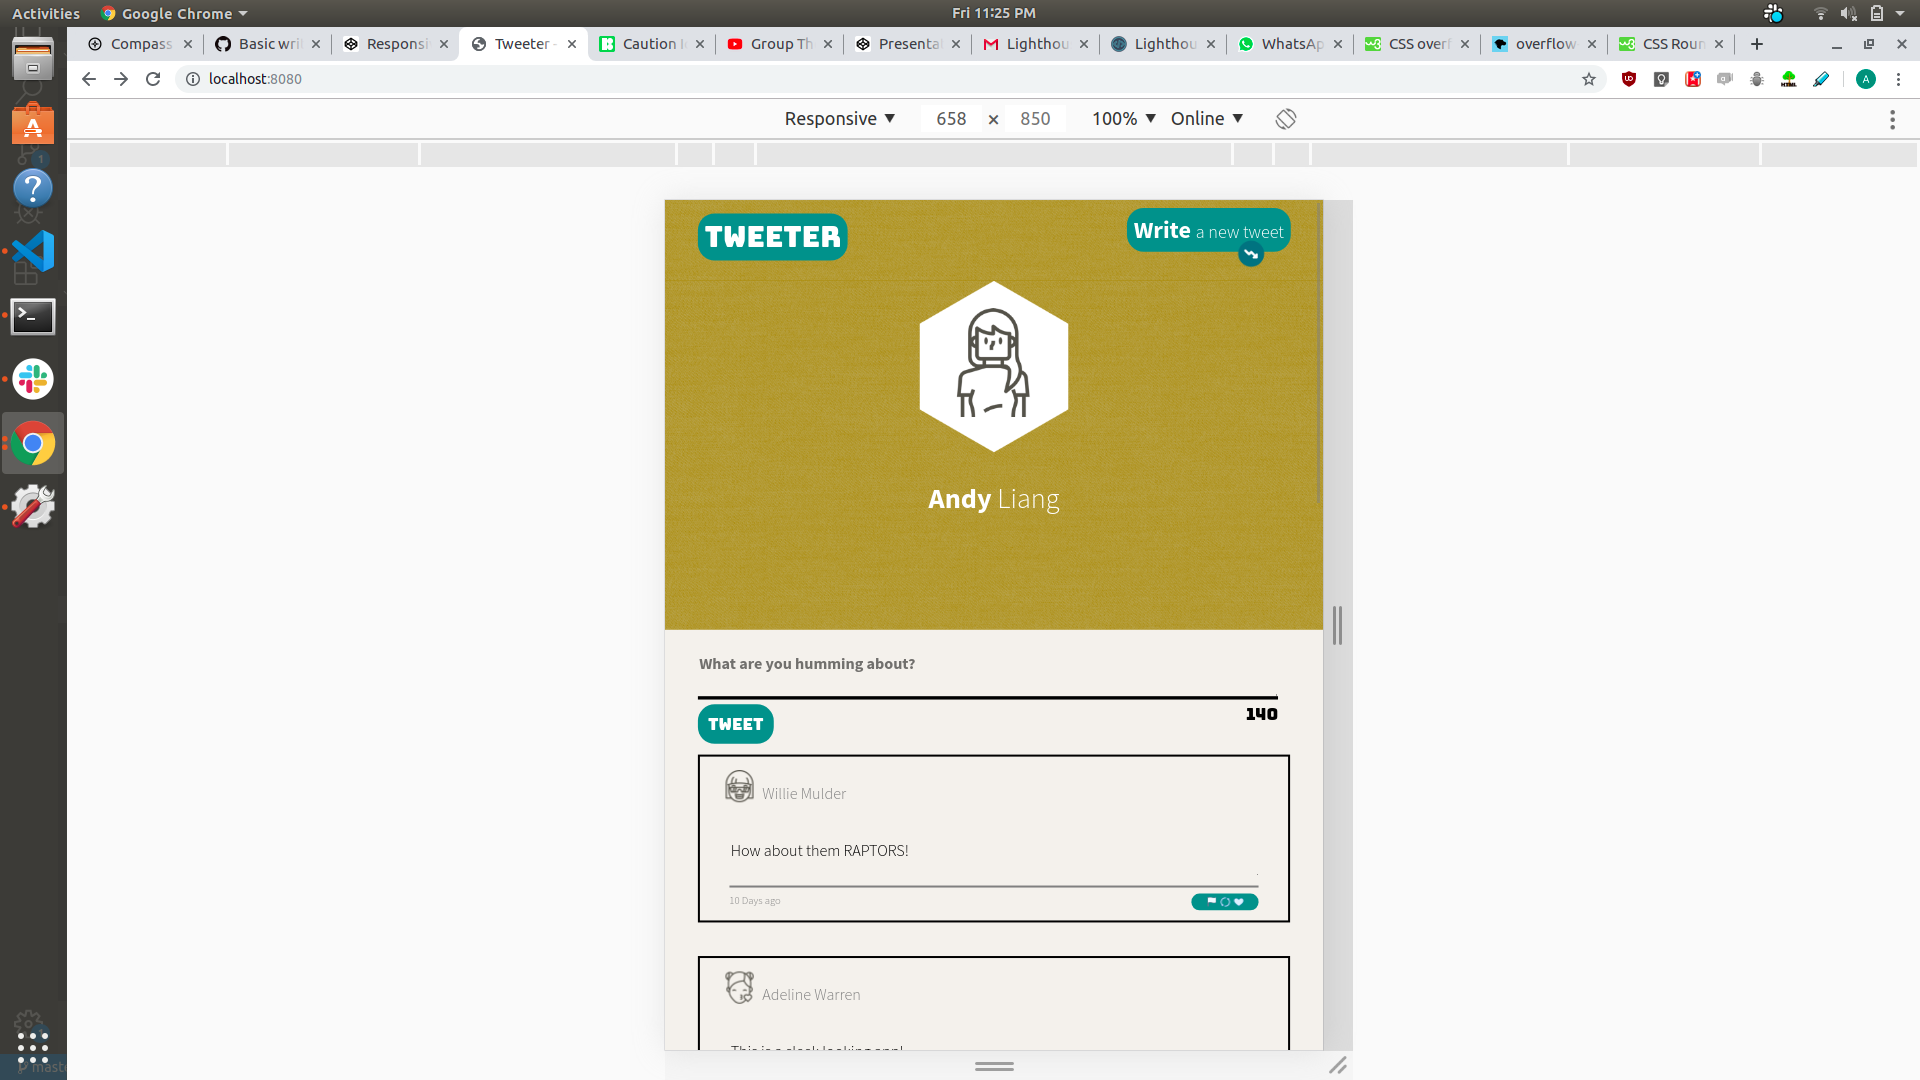 Activities Google Chrome Fri 11:25 PM
Compass Basic wri Responsi Tweeter - Caution Group Th Presenta Lighthou Lighthou WhatsAp CSS over overflow CSS Roun
localhost:8080 A
Responsive 658 × 850 100% Online
TWEETER
Write a new tweet
Andy Liang
What are you humming about?
TWEET 140
Willie Mulder
How about them RAPTORS!
10 Days ago
Adeline Warren